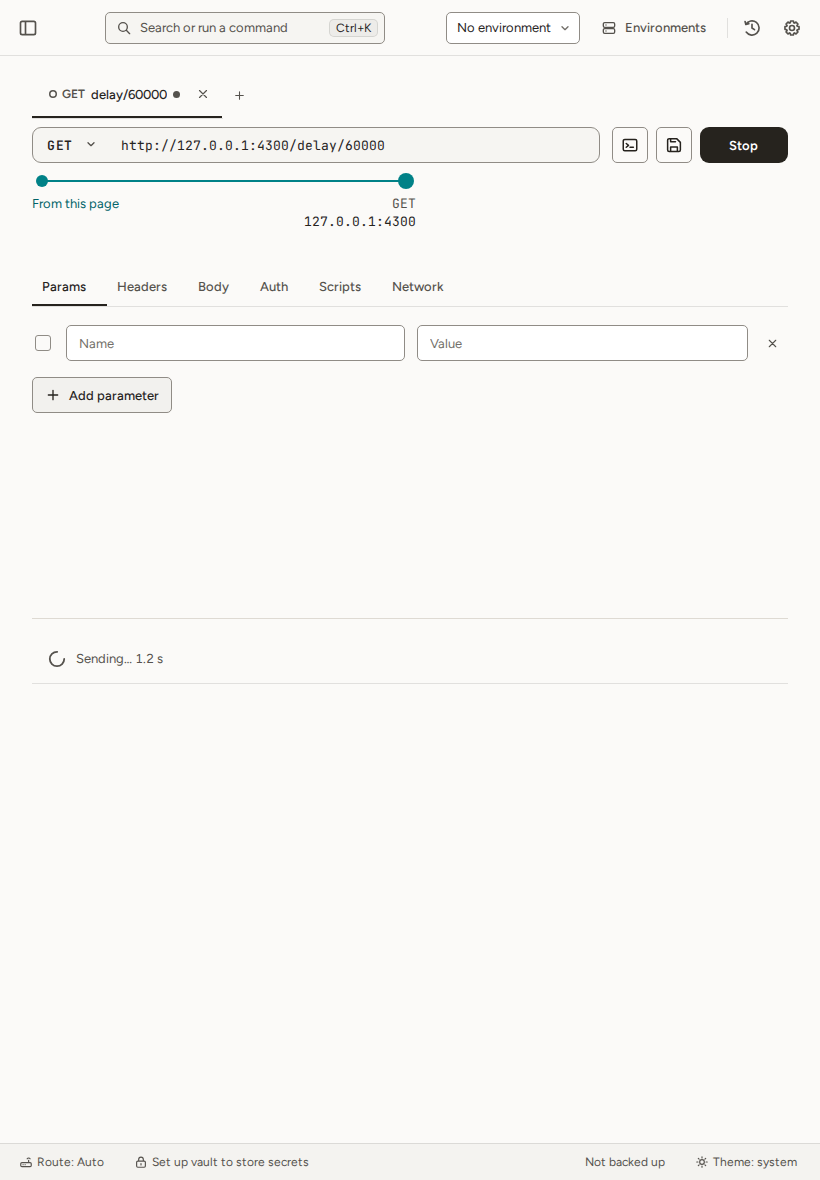 Search or run a command Ctrl+K No environment Environments
GET delay/60000
GET http://127.0.0.1:4300/delay/60000 Stop
From this page GET
127.0.0.1:4300
Params Headers Body Auth Scripts Network
Name Value
Add parameter
Sending... 1.2 s
Route: Auto Set up vault to store secrets Not backed up Theme: system